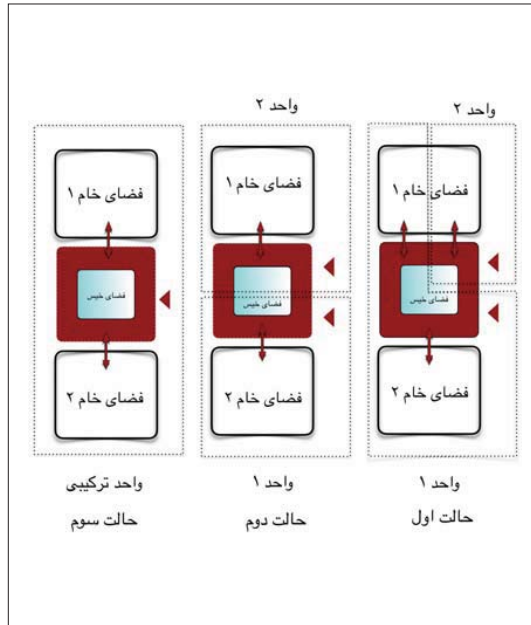 واحد ۲
فضای خام ۱
فضای خیس
فضای خام ۲
واحد ۱
حالت اول
واحد ۲
فضای خام ۱
فضای خیس
فضای خام ۲
واحد ۱
حالت دوم
فضای خام ۱
فضای خیس
فضای خام ۲
واحد ترکیبی
حالت سوم